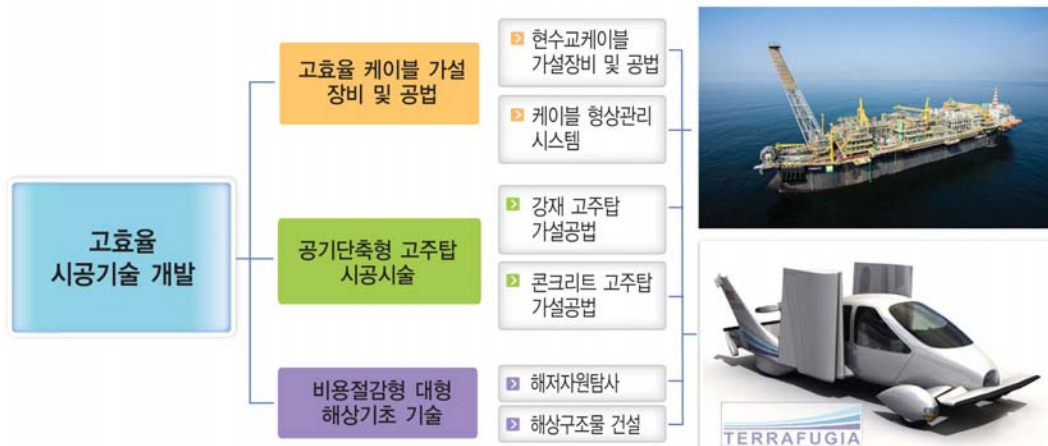 고효율
시공기술 개발
고효율 케이블 가설
장비 및 공법
현수교케이블
가설장비 및 공법
케이블 형상관리
시스템
공기단축형 고주탑
시공시술
강재 고주탑
가설공법
콘크리트 고주탑
가설공법
비용절감형 대형
해상기초 기술
해저자원탐사
해상구조물 건설
TERRAFUGIA